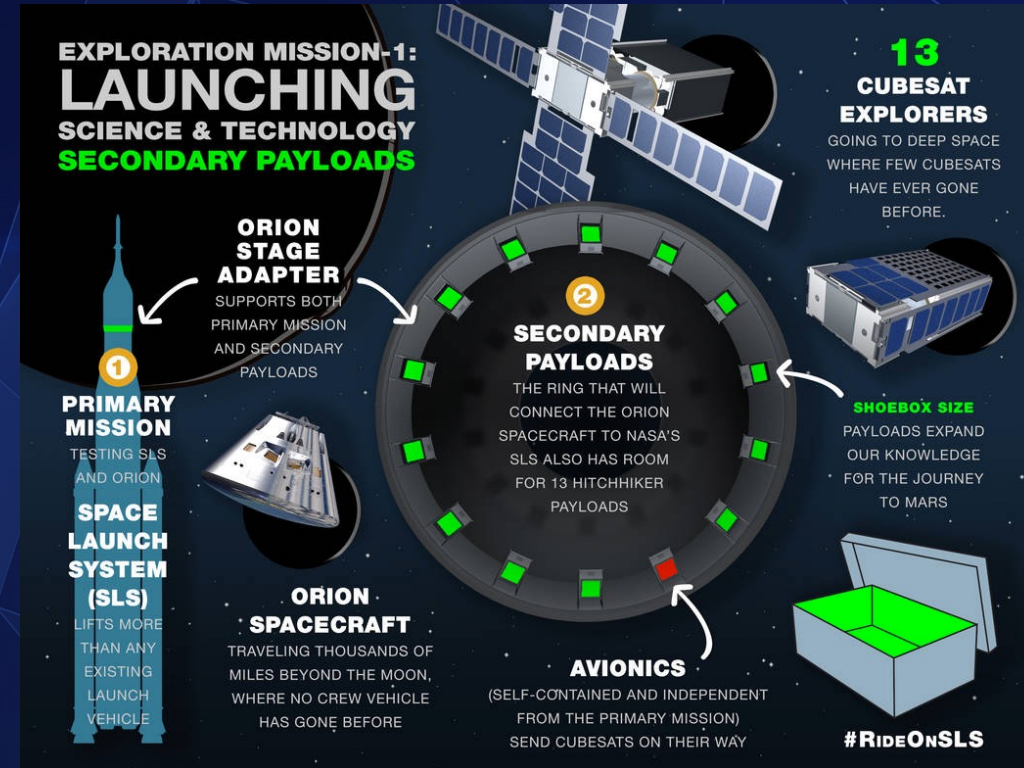 EXPLORATION MISSION-1:
LAUNCHING
SCIENCE & TECHNOLOGY
SECONDARY PAYLOADS
13
CUBESAT
EXPLORERS
GOING TO DEEP SPACE
WHERE FEW CUBESATS
HAVE EVER GONE
BEFORE.
ORION
STAGE
ADAPTER
SUPPORTS BOTH
PRIMARY MISSION
AND SECONDARY
PAYLOADS
1
PRIMARY
MISSION
TESTING SLS
AND ORION
SPACE
LAUNCH
SYSTEM
(SLS)
LIFTS MORE
THAN ANY
EXISTING
LAUNCH
VEHICLE
ORION
SPACECRAFT
TRAVELING THOUSANDS OF
MILES BEYOND THE MOON,
WHERE NO CREW VEHICLE
HAS GONE BEFORE
2
SECONDARY
PAYLOADS
THE RING THAT WILL
CONNECT THE ORION
SPACECRAFT TO NASA'S
SLS ALSO HAS ROOM
FOR 13 HITCHHIKER
PAYLOADS
AVIONICS
(SELF-CONTAINED AND INDEPENDENT
FROM THE PRIMARY MISSION)
SEND CUBESATS ON THEIR WAY
SHOEBOX SIZE
PAYLOADS EXPAND
OUR KNOWLEDGE
FOR THE JOURNEY
TO MARS
#RIDEONSLS